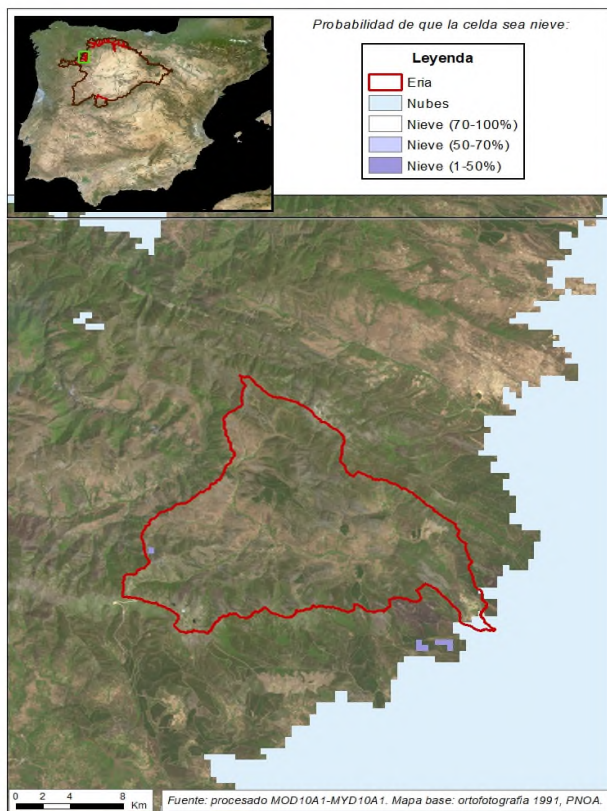 Probabilidad de que la celda sea nieve:
Leyenda
Eria
Nubes
Nieve (70-100%)
Nieve (50-70%)
Nieve (1-50%)
0 2 4 8
Km
Fuente: procesado MOD10A1-MYD10A1. Mapa base: ortofotografia 1991, PNOA